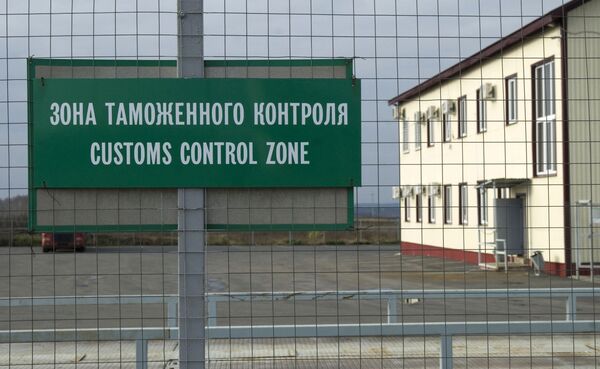 ЗОНА ТАМОЖЕННОГО КОНТРОЛЯ
CUSTOMS CONTROL ZONE